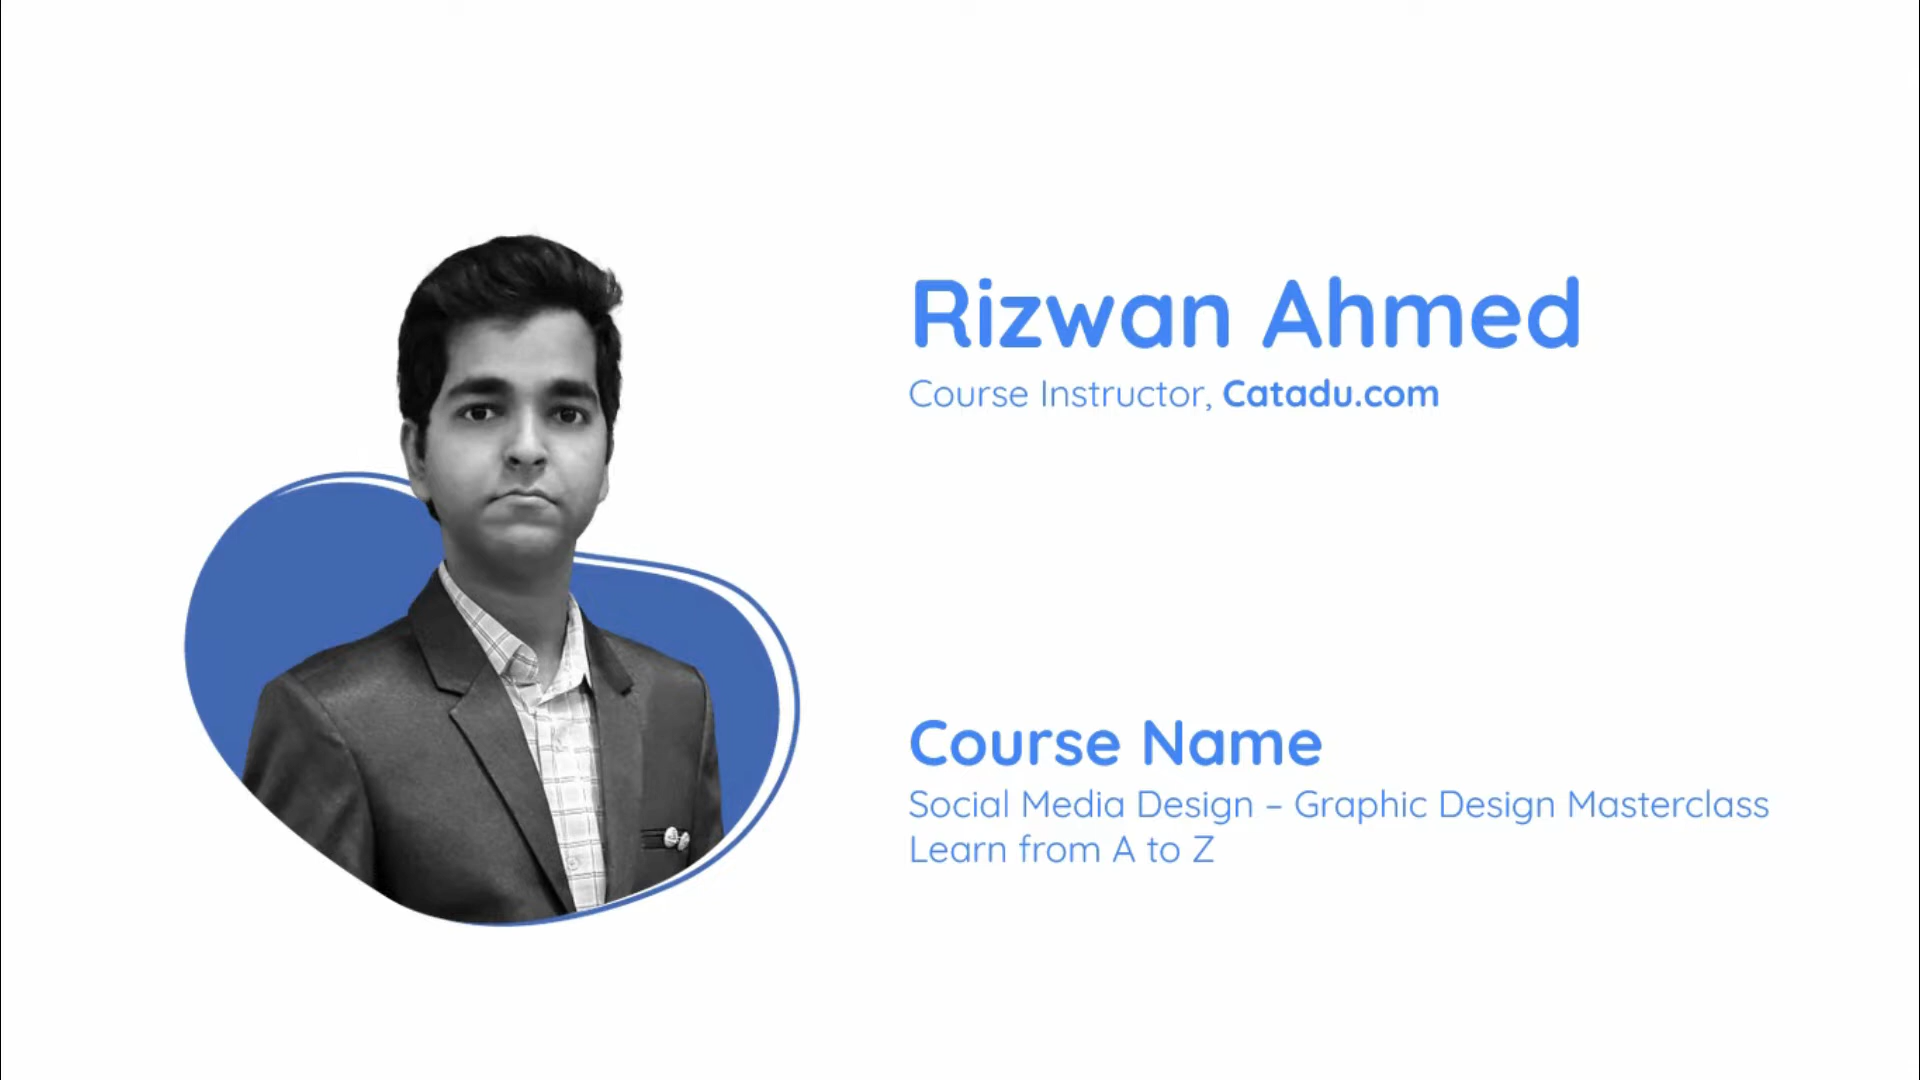 Rizwan Ahmed
Course Instructor, Catadu.com
Course Name
Social Media Design – Graphic Design Masterclass
Learn from A to Z